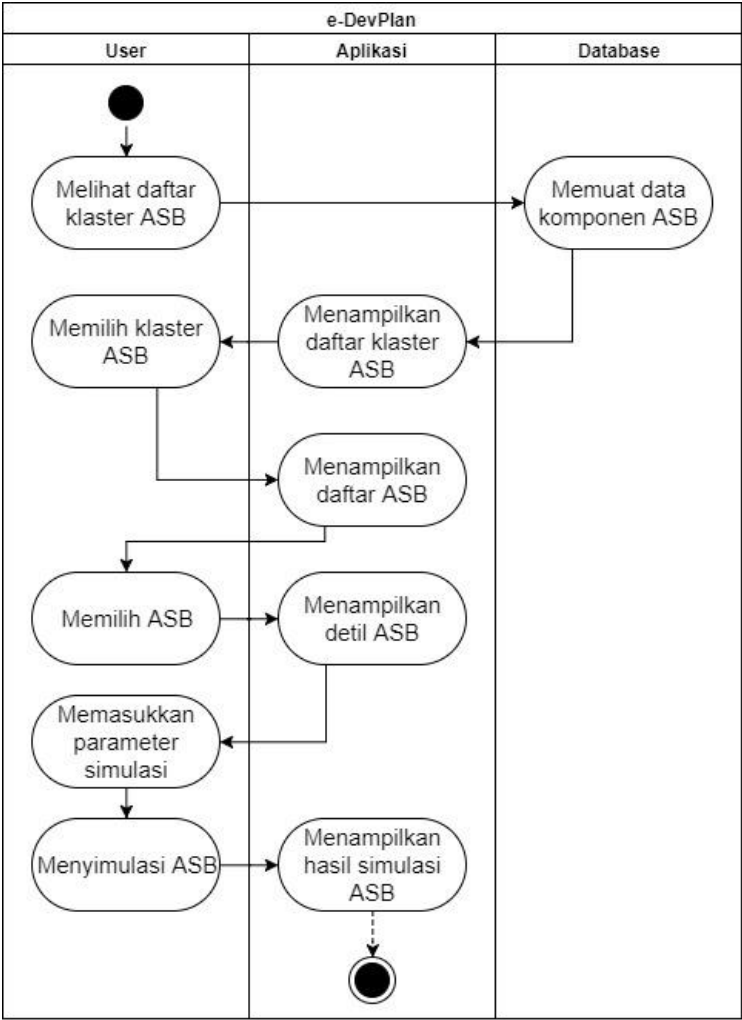 e-DevPlan
User
Aplikasi
Database
Melihat daftar
klaster ASB
Memuat data
komponen ASB
Menampilkan
daftar klaster
ASB
Memilih klaster
ASB
Menampilkan
daftar ASB
Memilih ASB
Menampilkan
detil ASB
Memasukkan
parameter
simulasi
Menyimulasi ASB
Menampilkan
hasil simulasi
ASB